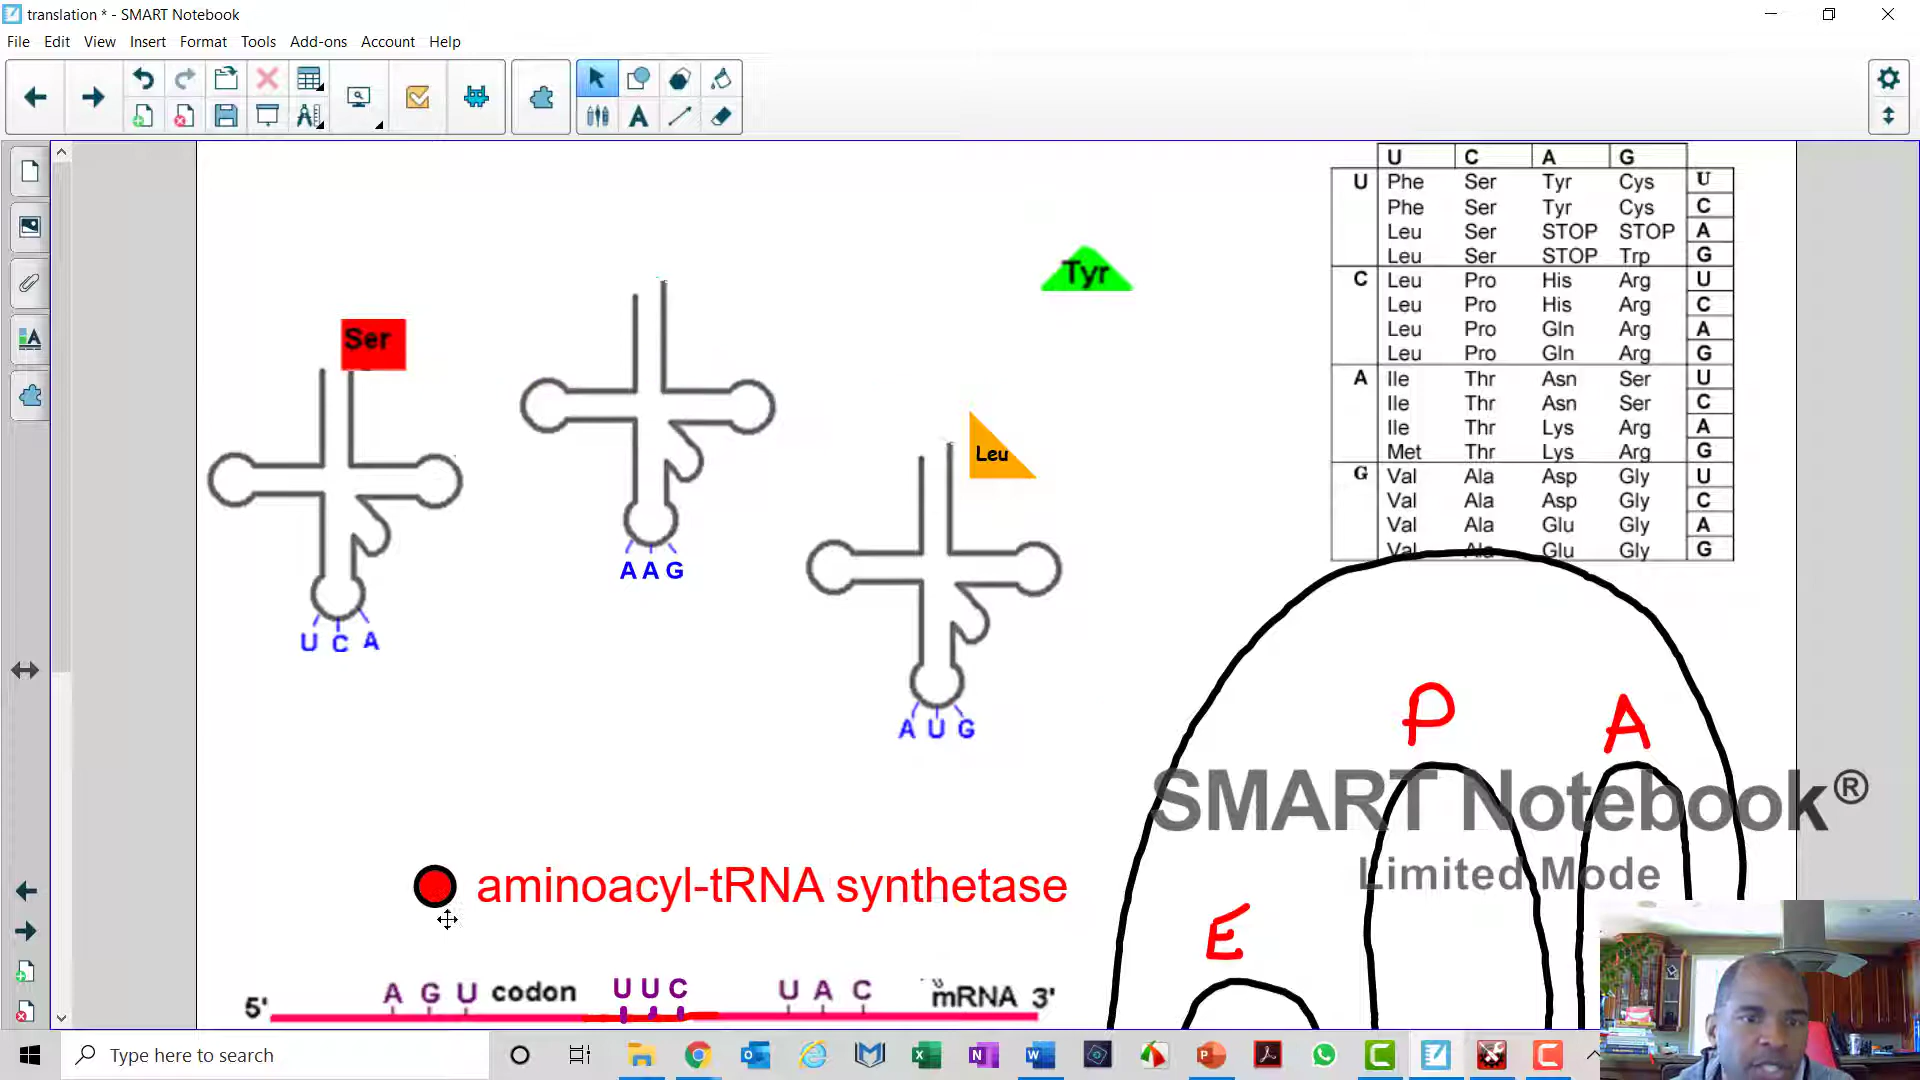 translation * - SMART Notebook
File Edit View Insert Format Tools Add-ons Account Help
U C A G
U Phe Ser Tyr Cys U
Phe Ser Tyr Cys C
Leu Ser STOP STOP A
Leu Ser STOP Trp G
C Leu Pro His Arg U
Leu Pro His Arg C
Leu Pro Gln Arg A
Leu Pro Gln Arg G
A Ile Thr Asn Ser U
Ile Thr Asn Ser C
Ile Thr Lys Arg A
Met Thr Lys Arg G
G Val Ala Asp Gly U
Val Ala Asp Gly C
Val Ala Glu Gly A
Val Ala Glu Gly G
Tyr
Ser
Leu
A A G
U C A
A U G
P A
SMART Notebook®
Limited Mode
aminoacyl-tRNA synthetase
E
5' A G U codon U U C U A C mRNA 3'
Type here to search